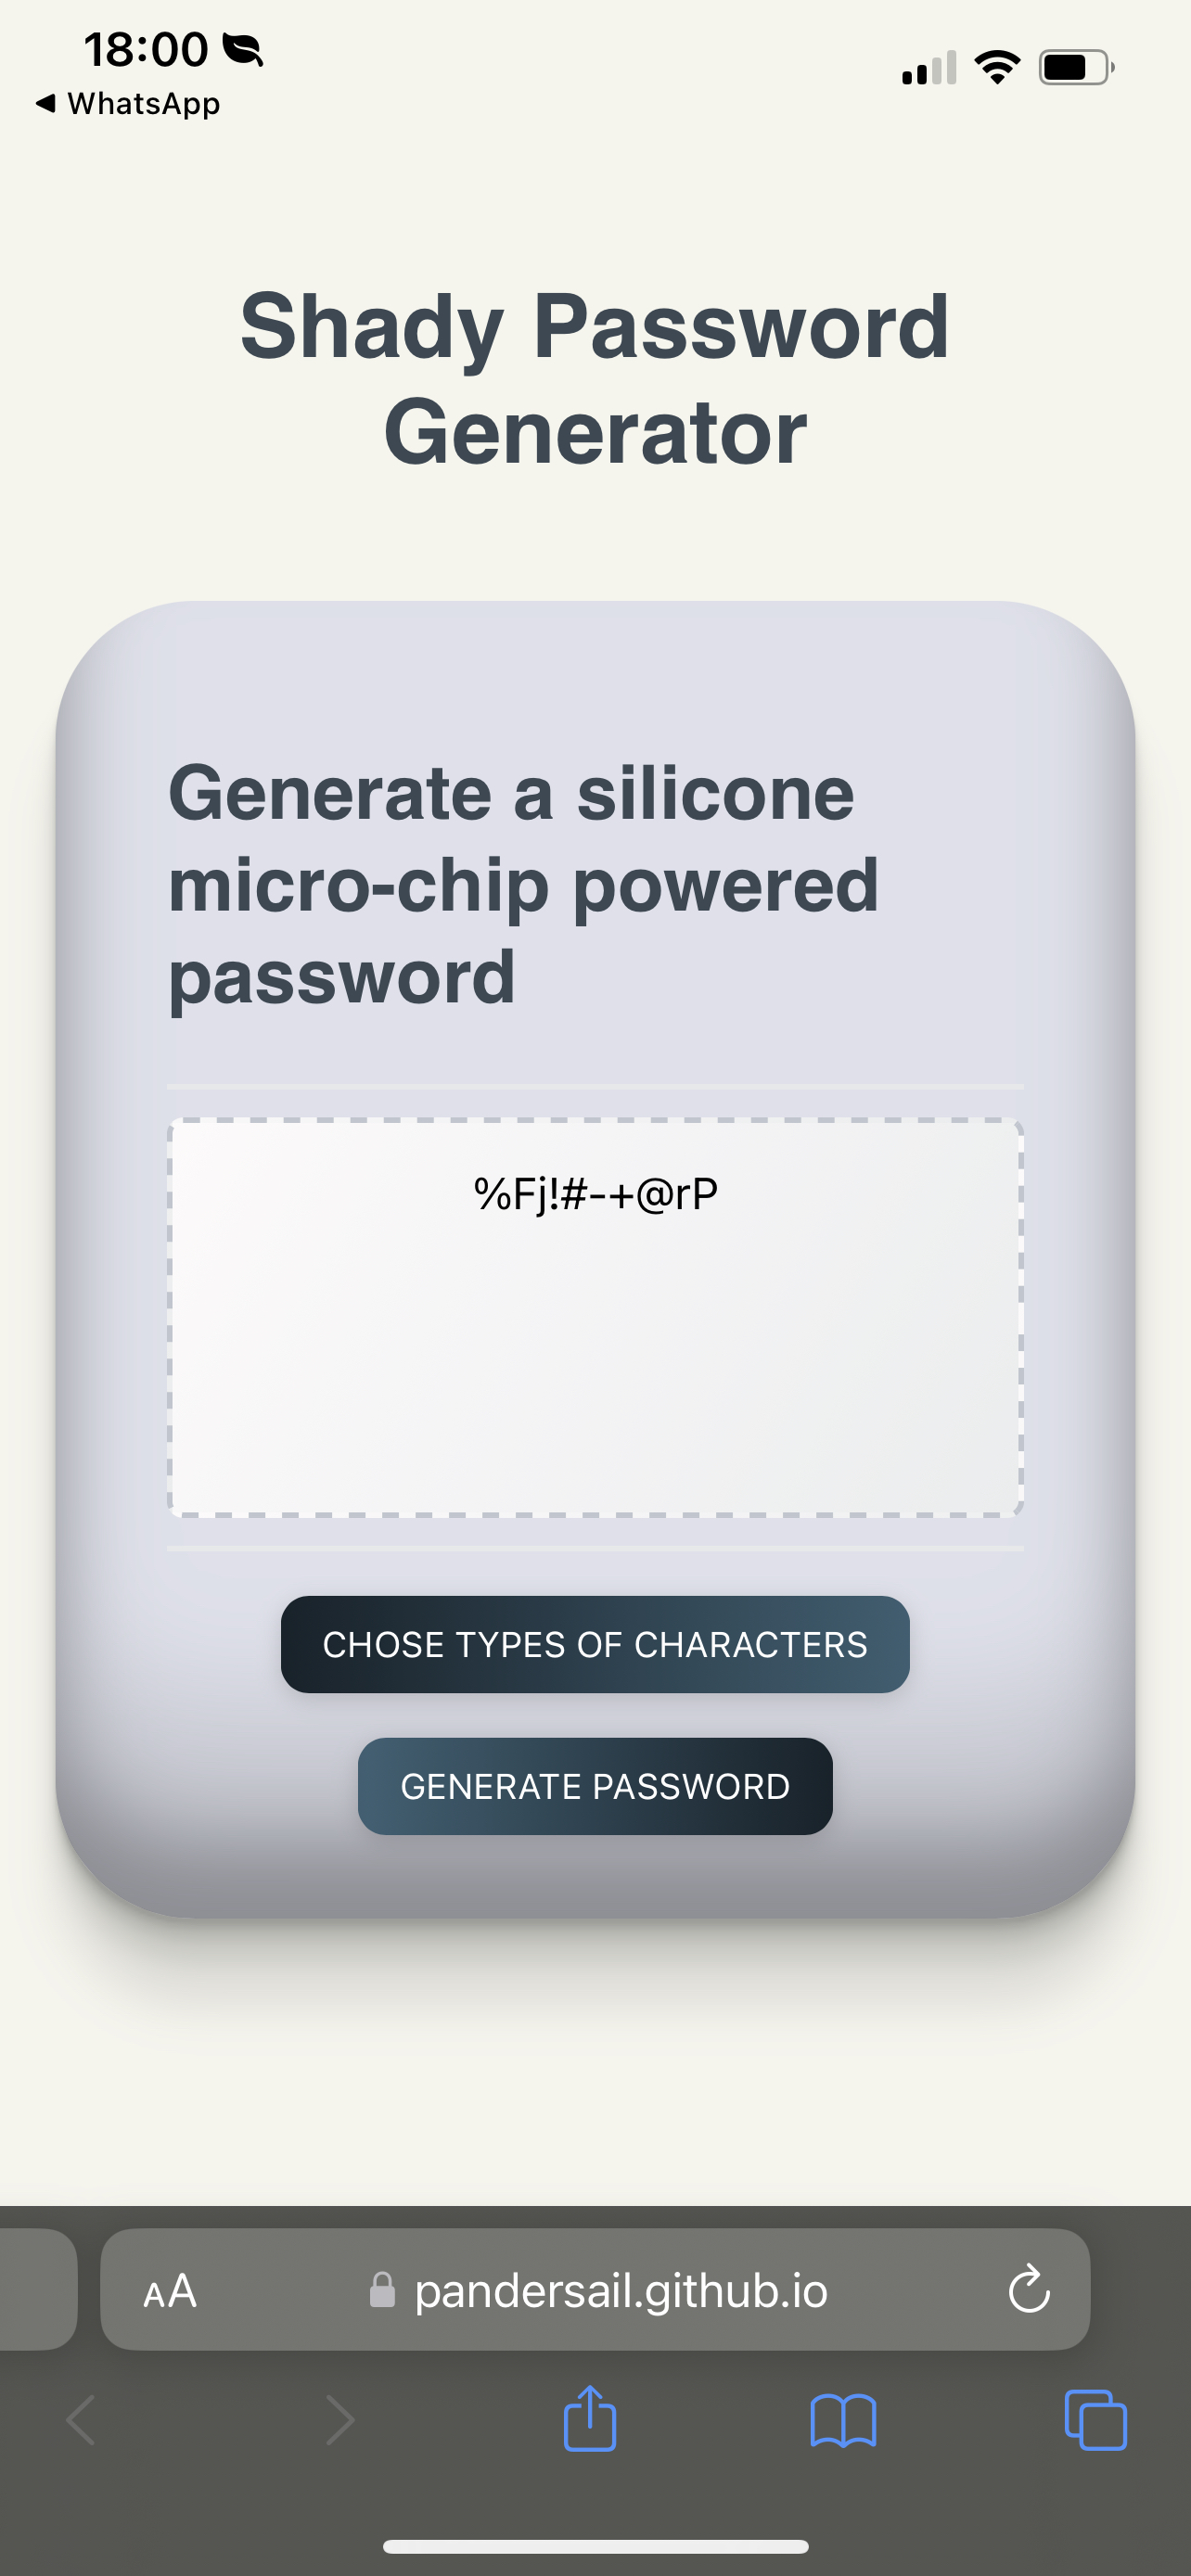 18:00
WhatsApp
Shady Password
Generator
Generate a silicone
micro-chip powered
password
%Fj!#-+@rP
CHOSE TYPES OF CHARACTERS
GENERATE PASSWORD
AA
pandersail.github.io